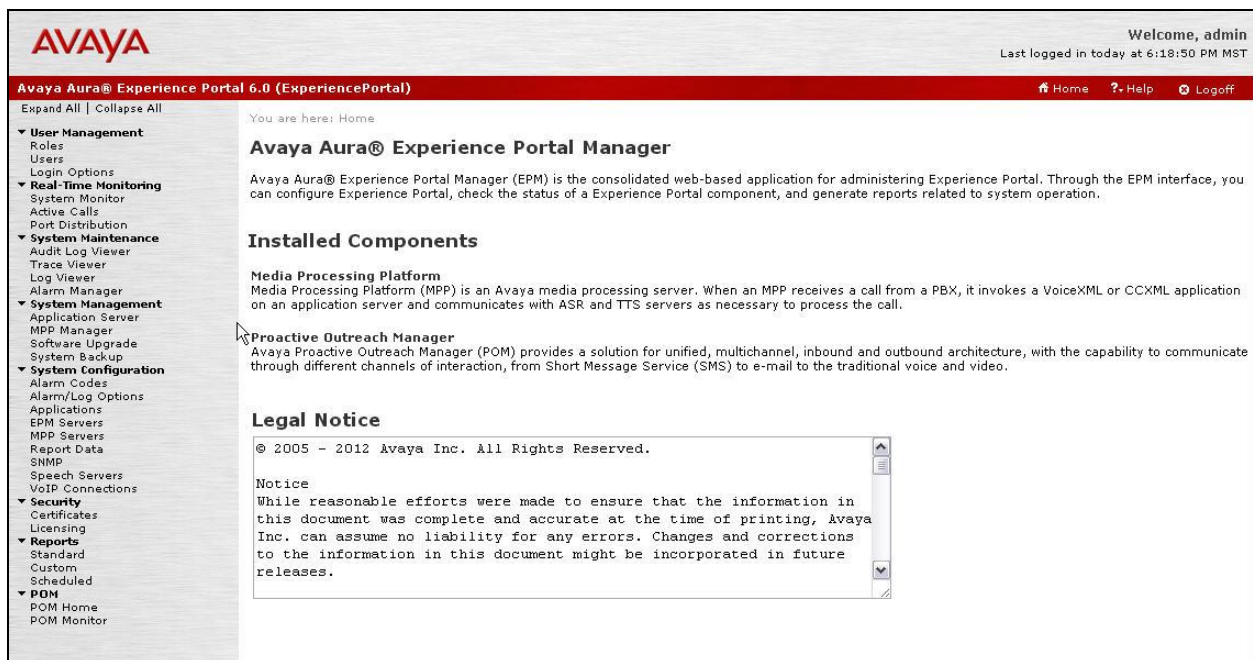 AVAYA
Welcome, admin
Last logged in today at 6:18:50 PM MST
Avaya Aura® Experience Portal 6.0 (ExperiencePortal)
Home ? Help Logoff
Expand All | Collapse All
User Management
Roles
Users
Login Options
Real-Time Monitoring
System Monitor
Active Calls
Port Distribution
System Maintenance
Audit Log Viewer
Trace Viewer
Log Viewer
Alarm Manager
System Management
Application Server
MPP Manager
Software Upgrade
System Backup
System Configuration
Alarm Codes
Alarm/Log Options
Applications
EPM Servers
MPP Servers
Report Data
SNMP
Speech Servers
VoIP Connections
Security
Certificates
Licensing
Reports
Standard
Custom
Scheduled
POM
POM Home
POM Monitor
You are here: Home
Avaya Aura® Experience Portal Manager
Avaya Aura® Experience Portal Manager (EPM) is the consolidated web-based application for administering Experience Portal. Through the EPM interface, you
can configure Experience Portal, check the status of a Experience Portal component, and generate reports related to system operation.
Installed Components
Media Processing Platform
Media Processing Platform (MPP) is an Avaya media processing server. When an MPP receives a call from a PBX, it invokes a VoiceXML or CCXML application
on an application server and communicates with ASR and TTS servers as necessary to process the call.
Proactive Outreach Manager
Avaya Proactive Outreach Manager (POM) provides a solution for unified, multichannel, inbound and outbound architecture, with the capability to communicate
through different channels of interaction, from Short Message Service (SMS) to e-mail to the traditional voice and video.
Legal Notice
© 2005 - 2012 Avaya Inc. All Rights Reserved.
Notice
While reasonable efforts were made to ensure that the information in
this document was complete and accurate at the time of printing, Avaya
Inc. can assume no liability for any errors. Changes and corrections
to the information in this document might be incorporated in future
releases.